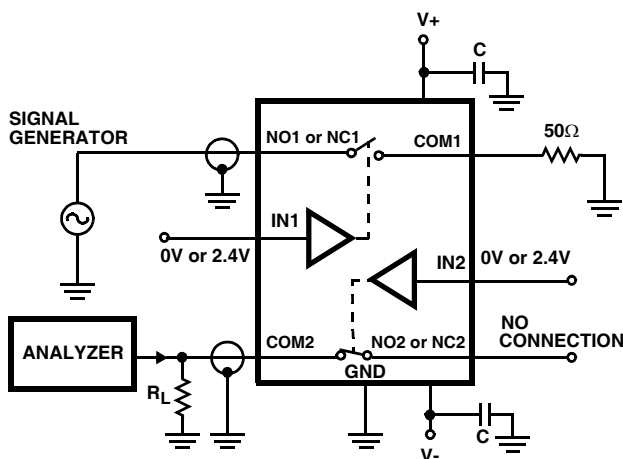 V+
C
SIGNAL
GENERATOR
NO1 or NC1
COM1
50Ω
IN1
0V or 2.4V
IN2
0V or 2.4V
ANALYZER
COM2
NO2 or NC2
NO
CONNECTION
GND
RL
C
V-